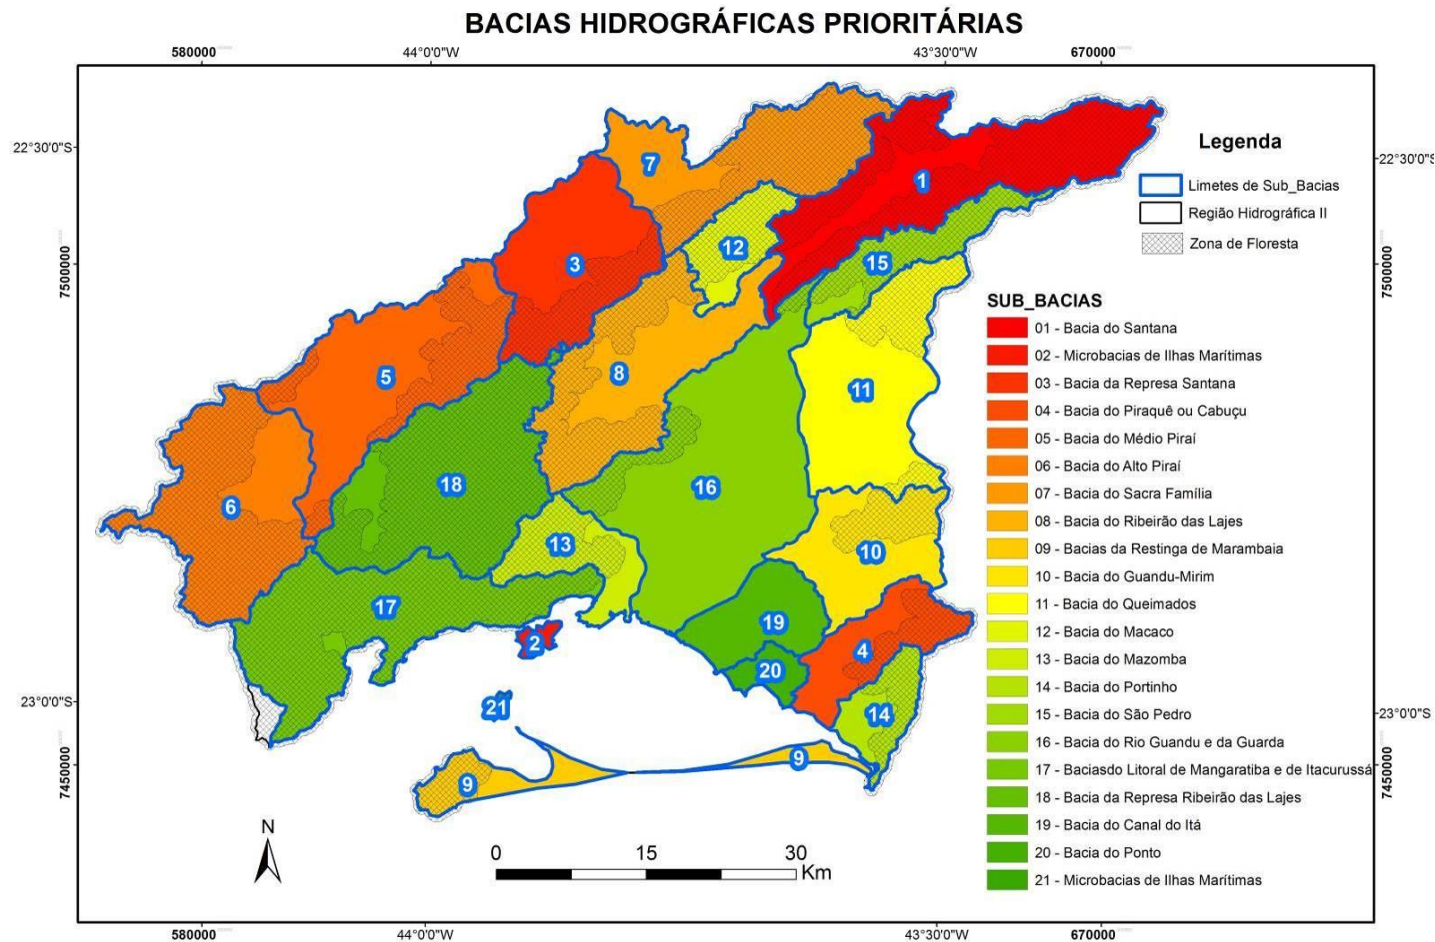 BACIAS HIDROGRÁFICAS PRIORITÁRIAS
580000
44°0'0"W
43°30'0"W
670000
22°30'0"S
22°30'0"S
7500000
7500000
23°0'0"S
23°0'0"S
7450000
7450000
1
7
12
3
15
5
8
11
18
16
6
13
10
17
19
2
4
20
21
14
9
9
Legenda
Limetes de Sub_Bacias
Região Hidrográfica II
Zona de Floresta
SUB_BACIAS
01 - Bacia do Santana
02 - Microbacias de Ilhas Marítimas
03 - Bacia da Represa Santana
04 - Bacia do Piraquê ou Cabuçu
05 - Bacia do Médio Piraí
06 - Bacia do Alto Piraí
07 - Bacia do Sacra Família
08 - Bacia do Ribeirão das Lajes
09 - Bacias da Restinga de Marambaia
10 - Bacia do Guandu-Mirim
11 - Bacia do Queimados
12 - Bacia do Macaco
13 - Bacia do Mazomba
14 - Bacia do Portinho
15 - Bacia do São Pedro
16 - Bacia do Rio Guandu e da Guarda
17 - Baciasdo Litoral de Mangaratiba e de Itacurussá
18 - Bacia da Represa Ribeirão das Lajes
19 - Bacia do Canal do Itá
20 - Bacia do Ponto
21 - Microbacias de Ilhas Marítimas
N
0 15 30
Km
580000
44°0'0"W
43°30'0"W
670000